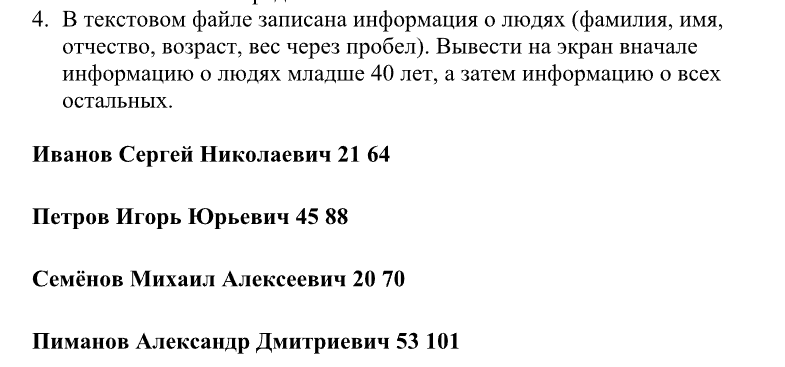 4. В текстовом файле записана информация о людях (фамилия, имя,
отчество, возраст, вес через пробел). Вывести на экран вначале
информацию о людях младше 40 лет, а затем информацию о всех
остальных.
Иванов Сергей Николаевич 21 64
Петров Игорь Юрьевич 45 88
Семёнов Михаил Алексеевич 20 70
Пиманов Александр Дмитриевич 53 101